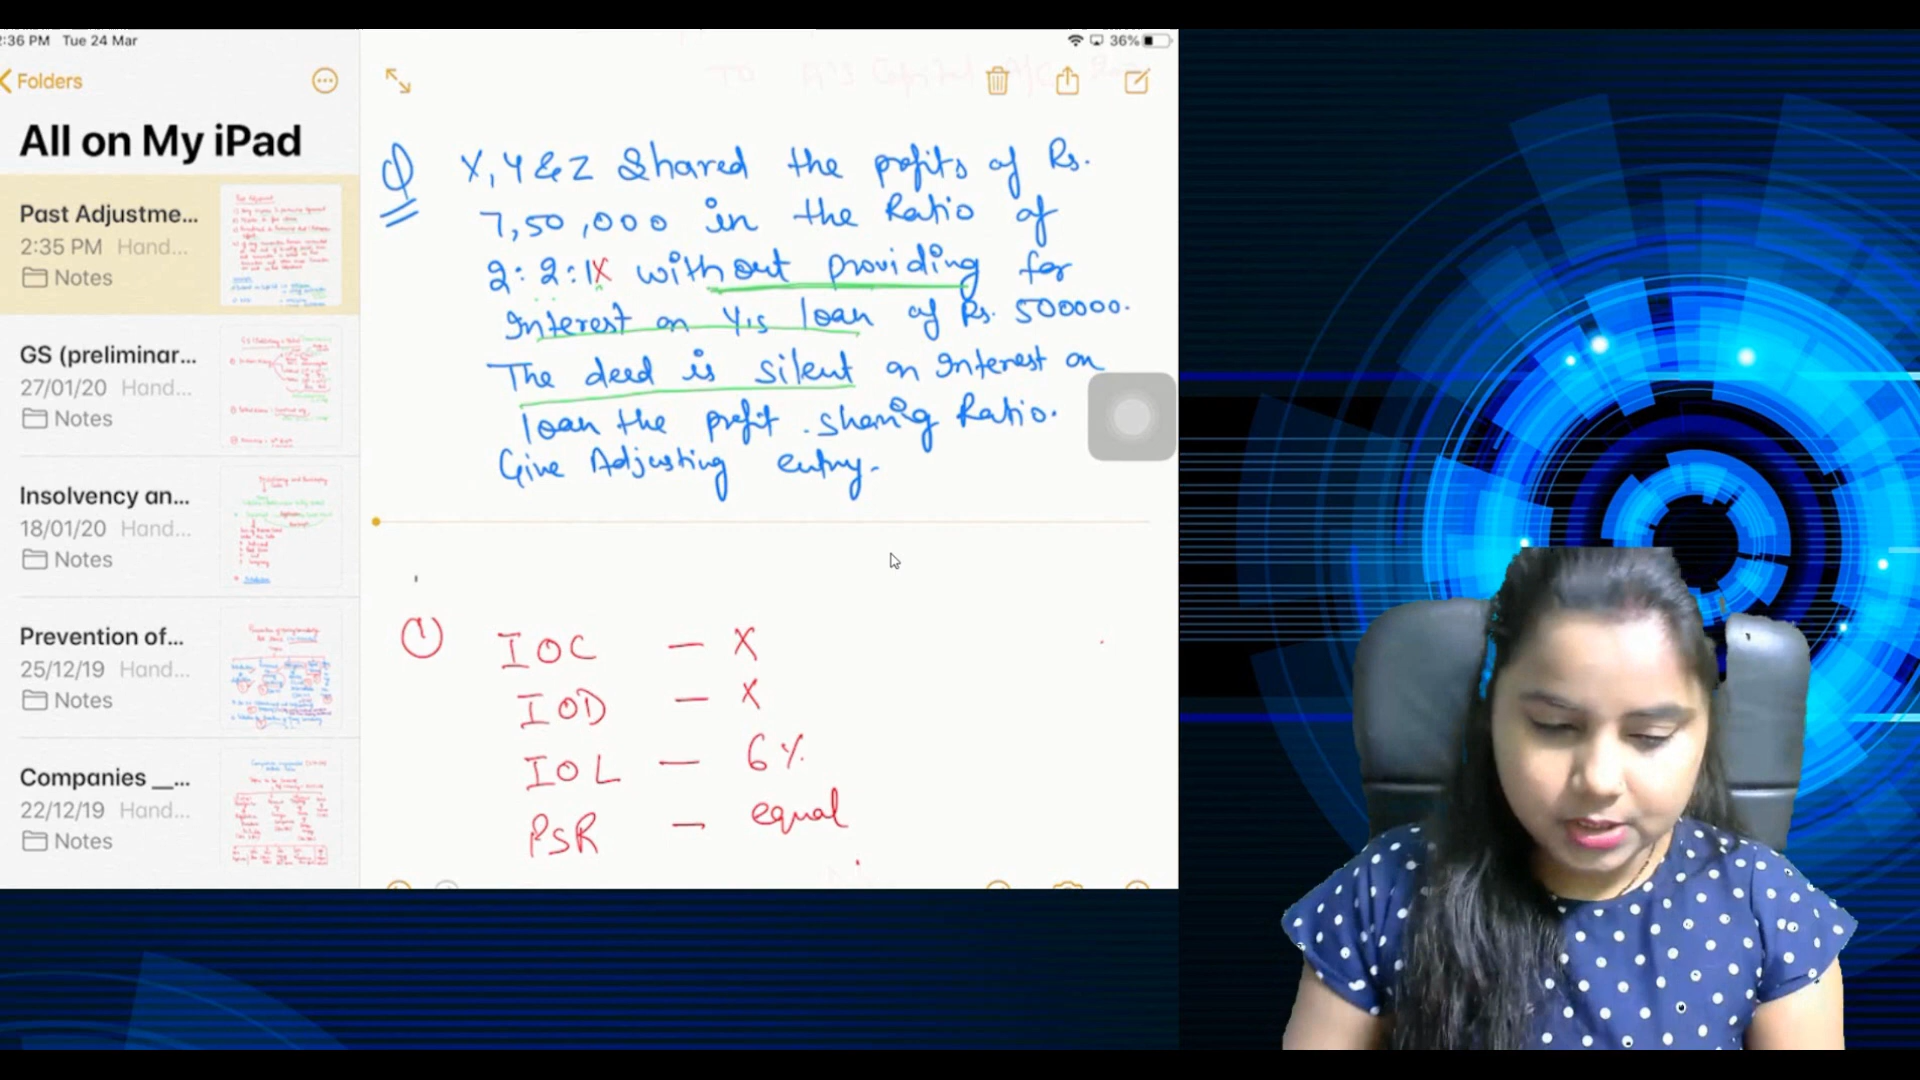 2:36 PM Tue 24 Mar
36%
Folders
All on My iPad
Past Adjustme...
2:35 PM Hand...
Notes
GS (preliminar...
27/01/20 Hand...
Notes
Insolvency an...
18/01/20 Hand...
Notes
Prevention of...
25/12/19 Hand...
Notes
Companies __...
22/12/19 Hand...
Notes
Q X, Y & Z Shared the profits of Rs.
7,50,000 in the Ratio of
2:2:1X without providing for
Interest on Y's loan of Rs. 500000.
The deed is silent on Interest on
loan the profit sharing Ratio.
Give Adjusting entry.
① IOC — X
IOD — X
IOL — 6%
PSR — equal